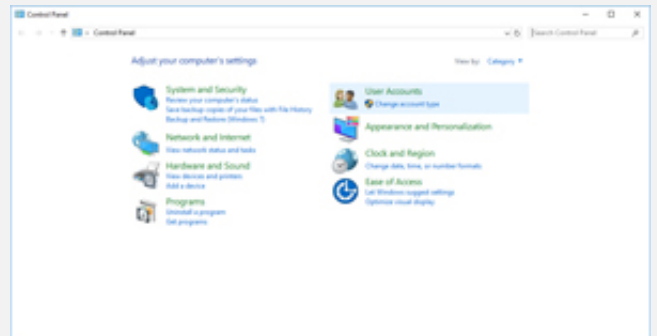 Control Panel
Control Panel
Search Control Panel
Adjust your computer's settings
View by: Category
System and Security
Review your computer's status
Save backup copies of your files with File History
Backup and Restore (Windows 7)
Network and Internet
View network status and tasks
Hardware and Sound
View devices and printers
Add a device
Programs
Uninstall a program
Get programs
User Accounts
Change account type
Appearance and Personalization
Clock and Region
Change date, time, or number formats
Ease of Access
Let Windows suggest settings
Optimize visual display